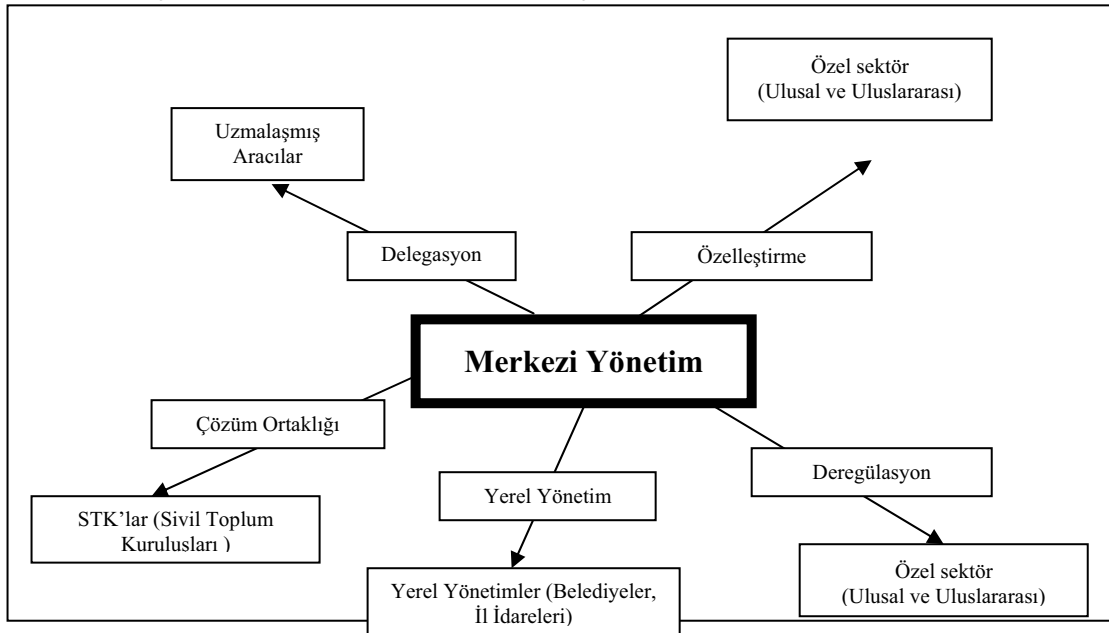 Özel sektör
(Ulusal ve Uluslararası)
Uzmalaşmış
Aracılar
Delegasyon
Özelleştirme
Merkezi Yönetim
Çözüm Ortaklığı
Deregülasyon
Yerel Yönetim
STK’lar (Sivil Toplum
Kurulusları )
Özel sektör
(Ulusal ve Uluslararası)
Yerel Yönetimler (Belediyeler,
İl İdareleri)